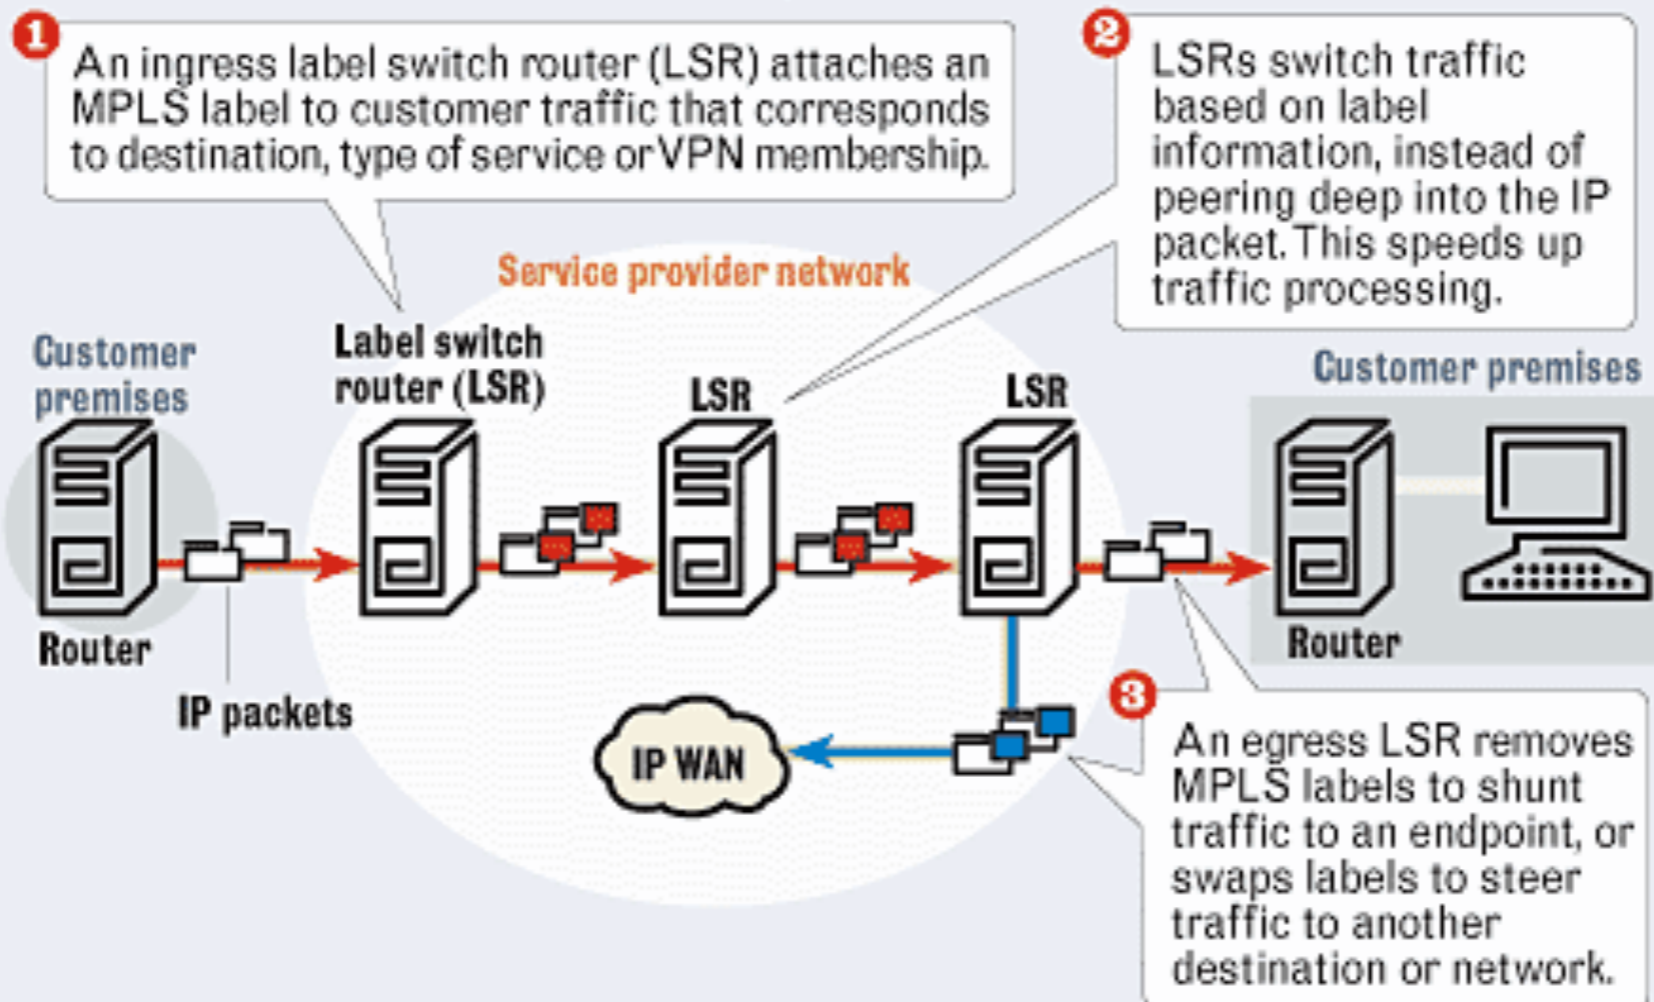 1
An ingress label switch router (LSR) attaches an
MPLS label to customer traffic that corresponds
to destination, type of service or VPN membership.
2
LSRs switch traffic
based on label
information, instead of
peering deep into the IP
packet. This speeds up
traffic processing.
Service provider network
Customer
premises
Label switch
router (LSR)
LSR
LSR
Customer premises
Router
IP packets
Router
IP WAN
3
An egress LSR removes
MPLS labels to shunt
traffic to an endpoint, or
swaps labels to steer
traffic to another
destination or network.